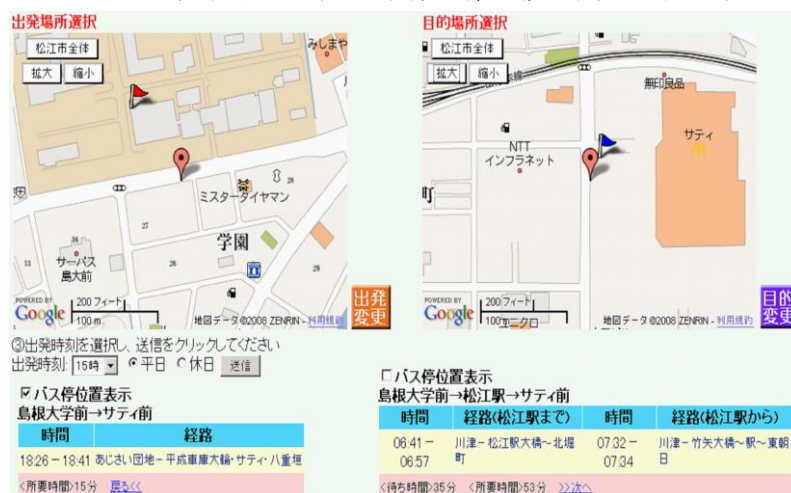 出発場所選択
松江市全体
拡大 縮小
みしまや
ミスターダイヤマン
28
27
学園
サーパス
島大前
26
29
POWERED BY
Google
200 フィート
100 m
地図データ ©2008 ZENRIN - 利用規約
出発
変更
目的場所選択
松江市全体
拡大 縮小
線
無印良品
サティ
NTT
インフラネット
町
POWERED BY
Google
200 フィート
100 m
ユニクロ
地図データ ©2008 ZENRIN - 利用規約
目的
変更
③出発時刻を選択し、送信をクリックしてください
出発時刻: 15時 平日 休日 送信
バス停位置表示
島根大学前→サティ前
時間 経路
18:26 - 18:41 あじさい団地- 平成車庫大輪・サティ・八重垣
<所要時間>15分 戻る<<
バス停位置表示
島根大学前→松江駅→サティ前
時間 経路(松江駅まで) 時間 経路(松江駅から)
06:41 - 06:57 川津- 松江駅大橋~北堀町 07:32 - 07:34 川津- 竹矢大橋~駅~東朝日
<待ち時間>35分 <所要時間>53分 >>次へ